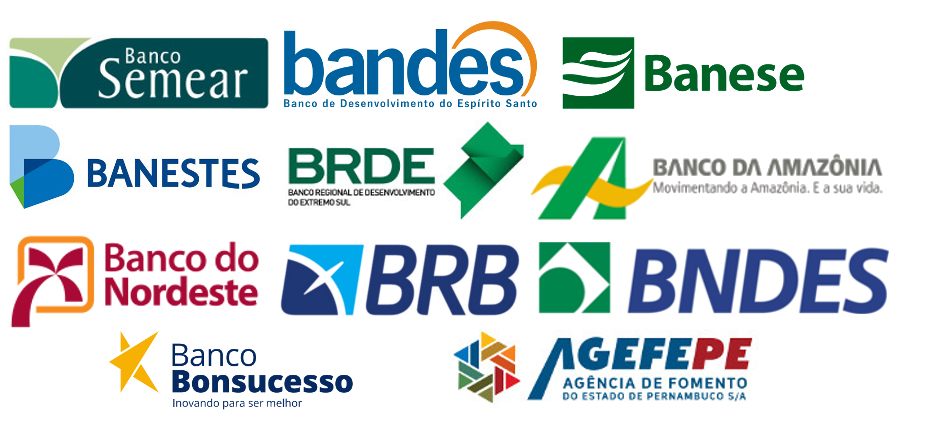 Banco
Semear
bandes
Banco de Desenvolvimento do Espírito Santo
Banese
BANESTES
BRDE
BANCO REGIONAL DE DESENVOLVIMENTO
DO EXTREMO SUL
BANCO DA AMAZÔNIA
Movimentando a Amazônia. E a sua vida.
Banco do
Nordeste
BRB
BNDES
Banco
Bonsucesso
Inovando para ser melhor
AGEFEPE
AGÊNCIA DE FOMENTO
DO ESTADO DE PERNAMBUCO S/A